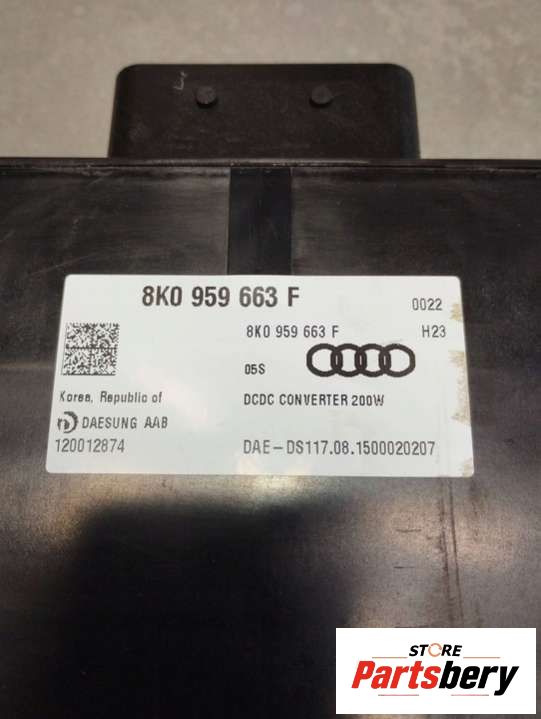 8K0 959 663 F
0022
8K0 959 663 F
H23
05S
Korea, Republic of
DCDC CONVERTER 200W
DAESUNG AAB
120012874
DAE-DS117.08.1500020207
STORE
Partsbery